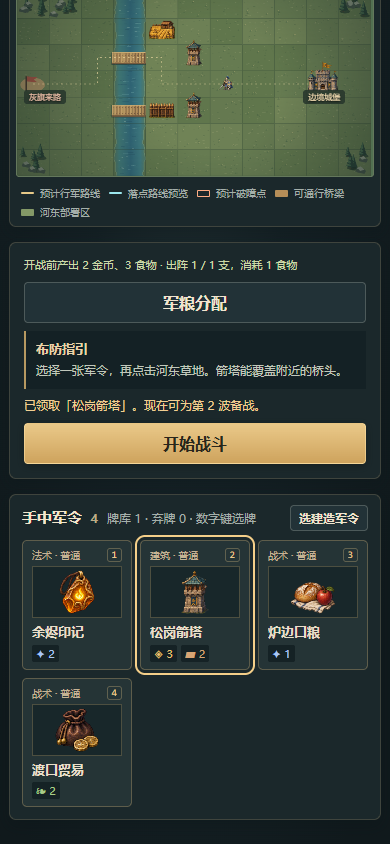 灰旗来路
边境城堡
预计行军路线
落点路线预览
预计破障点
可通行桥梁
河东部署区
开战前产出 2 金币、3 食物 · 出阵 1 / 1 支，消耗 1 食物
军粮分配
布防指引
选择一张军令，再点击河东草地。箭塔能覆盖附近的桥头。
已领取「松岗箭塔」。现在可为第 2 波备战。
开始战斗
手中军令 4 牌库 1 · 弃牌 0 · 数字键选牌
选建造军令
法术 · 普通 1
余烬印记
2
建筑 · 普通 2
松岗箭塔
3 2
战术 · 普通 3
炉边口粮
1
战术 · 普通 4
渡口贸易
2